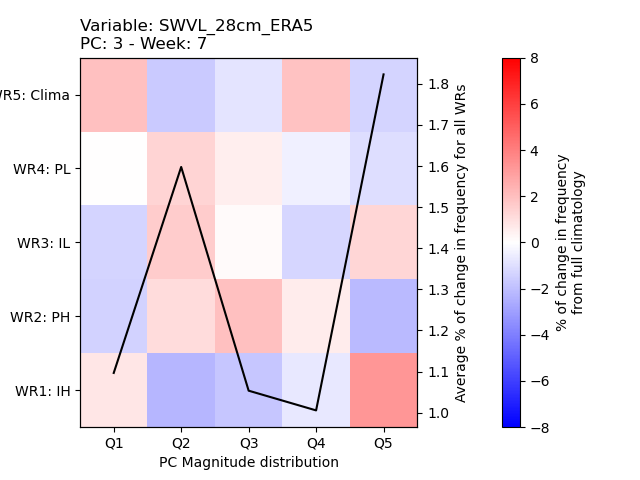 Variable: SWVL_28cm_ERA5
PC: 3 - Week: 7
WR5: Clima
WR4: PL
WR3: IL
WR2: PH
WR1: IH
Q1 Q2 Q3 Q4 Q5
PC Magnitude distribution
1.8
1.7
1.6
1.5
1.4
1.3
1.2
1.1
1.0
Average % of change in frequency for all WRs
8
6
4
2
0
−2
−4
−6
−8
% of change in frequency
from full climatology